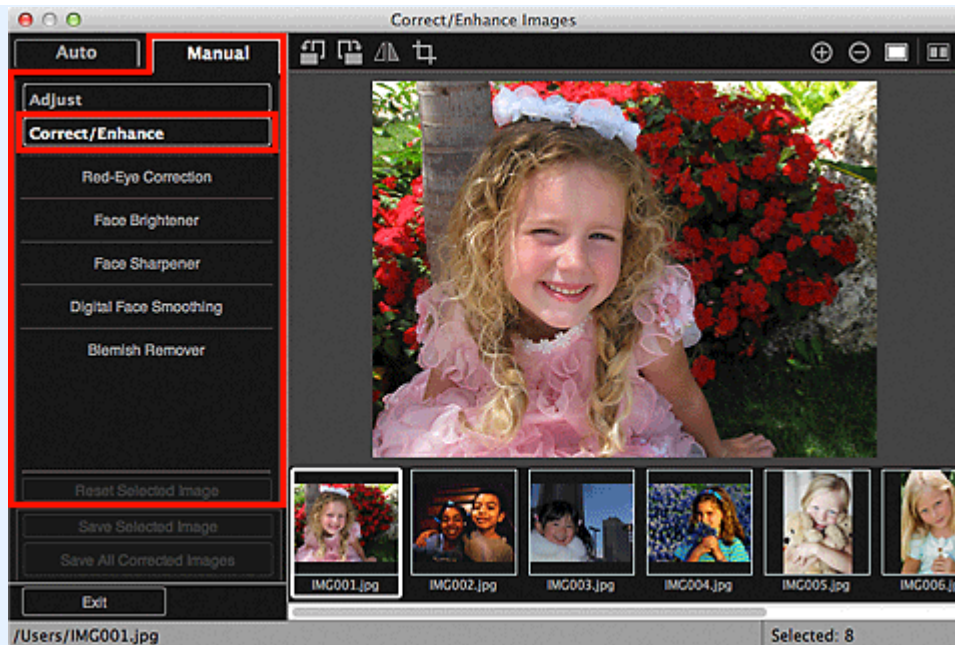 Correct/Enhance Images
Auto Manual
Adjust
Correct/Enhance
Red-Eye Correction
Face Brightener
Face Sharpener
Digital Face Smoothing
Blemish Remover
Reset Selected Image
Save Selected Image
Save All Corrected Images
Exit
IMG001.jpg IMG002.jpg IMG003.jpg IMG004.jpg IMG005.jpg IMG006.j
/Users/IMG001.jpg Selected: 8